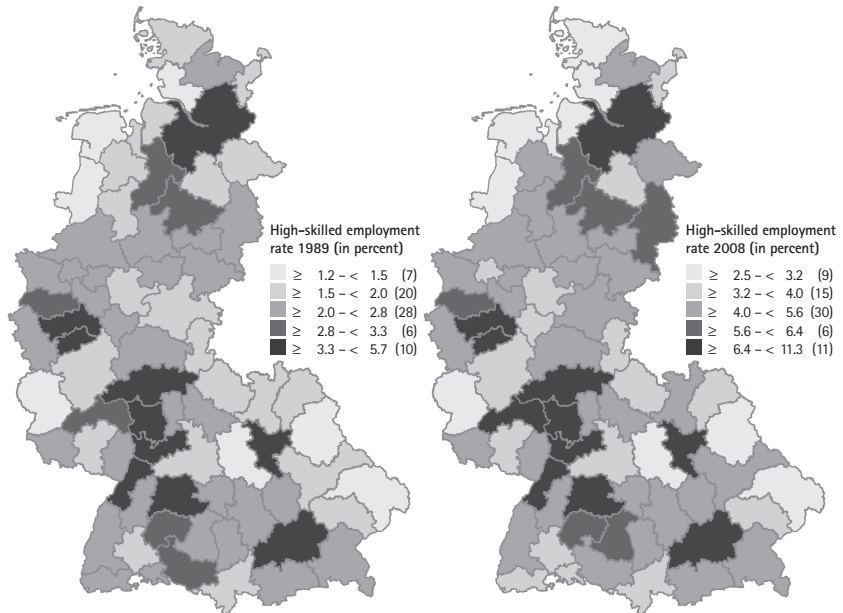 High-skilled employment
rate 1989 (in percent)
≥ 1.2 – < 1.5 (7)
≥ 1.5 – < 2.0 (20)
≥ 2.0 – < 2.8 (28)
≥ 2.8 – < 3.3 (6)
≥ 3.3 – < 5.7 (10)
High-skilled employment
rate 2008 (in percent)
≥ 2.5 – < 3.2 (9)
≥ 3.2 – < 4.0 (15)
≥ 4.0 – < 5.6 (30)
≥ 5.6 – < 6.4 (6)
≥ 6.4 – < 11.3 (11)